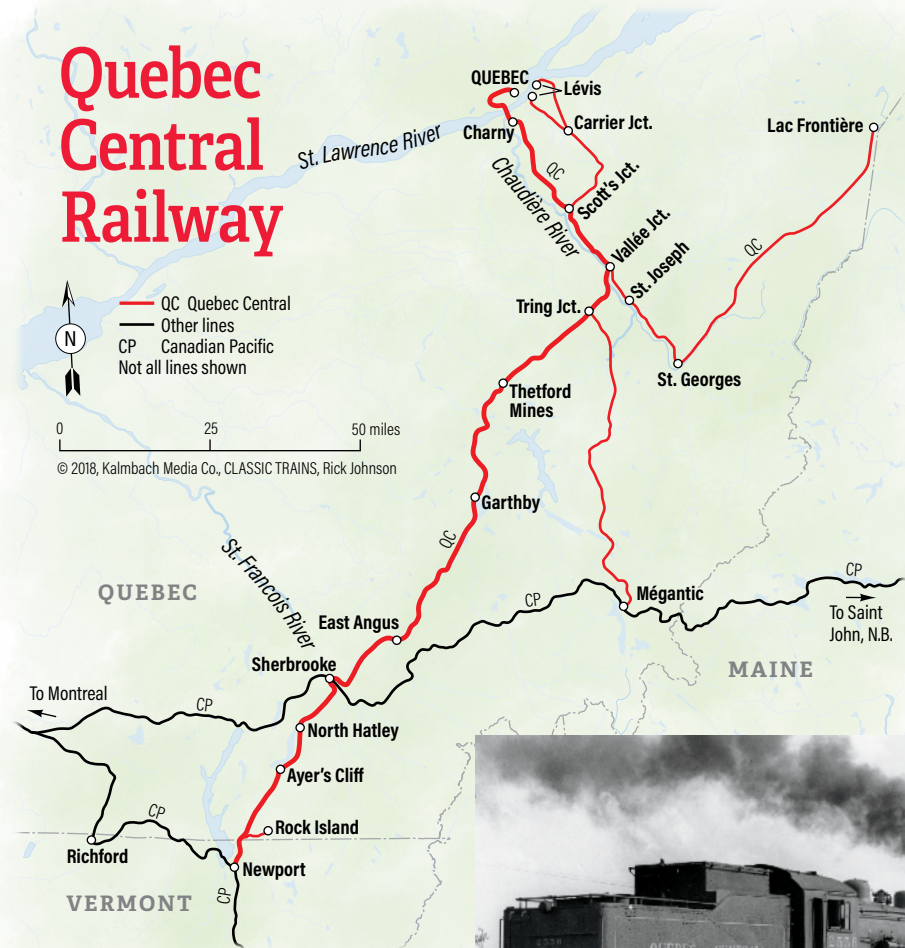 Quebec
Central
Railway
QUEBEC
Lévis
Charny
Carrier Jct.
Lac Frontière
St. Lawrence River
QC
Chaudière River
Scott's Jct.
Vallée Jct.
St. Joseph
QC
Tring Jct.
St. Georges
N
QC Quebec Central
Other lines
CP Canadian Pacific
Not all lines shown
0 25 50 miles
© 2018, Kalmbach Media Co., CLASSIC TRAINS, Rick Johnson
Thetford
Mines
Garthby
QC
St. Francois River
QUEBEC
East Angus
CP
Mégantic
CP
To Saint
John, N.B.
Sherbrooke
MAINE
To Montreal
CP
North Hatley
Ayer's Cliff
CP
Rock Island
Richford
Newport
CP
VERMONT